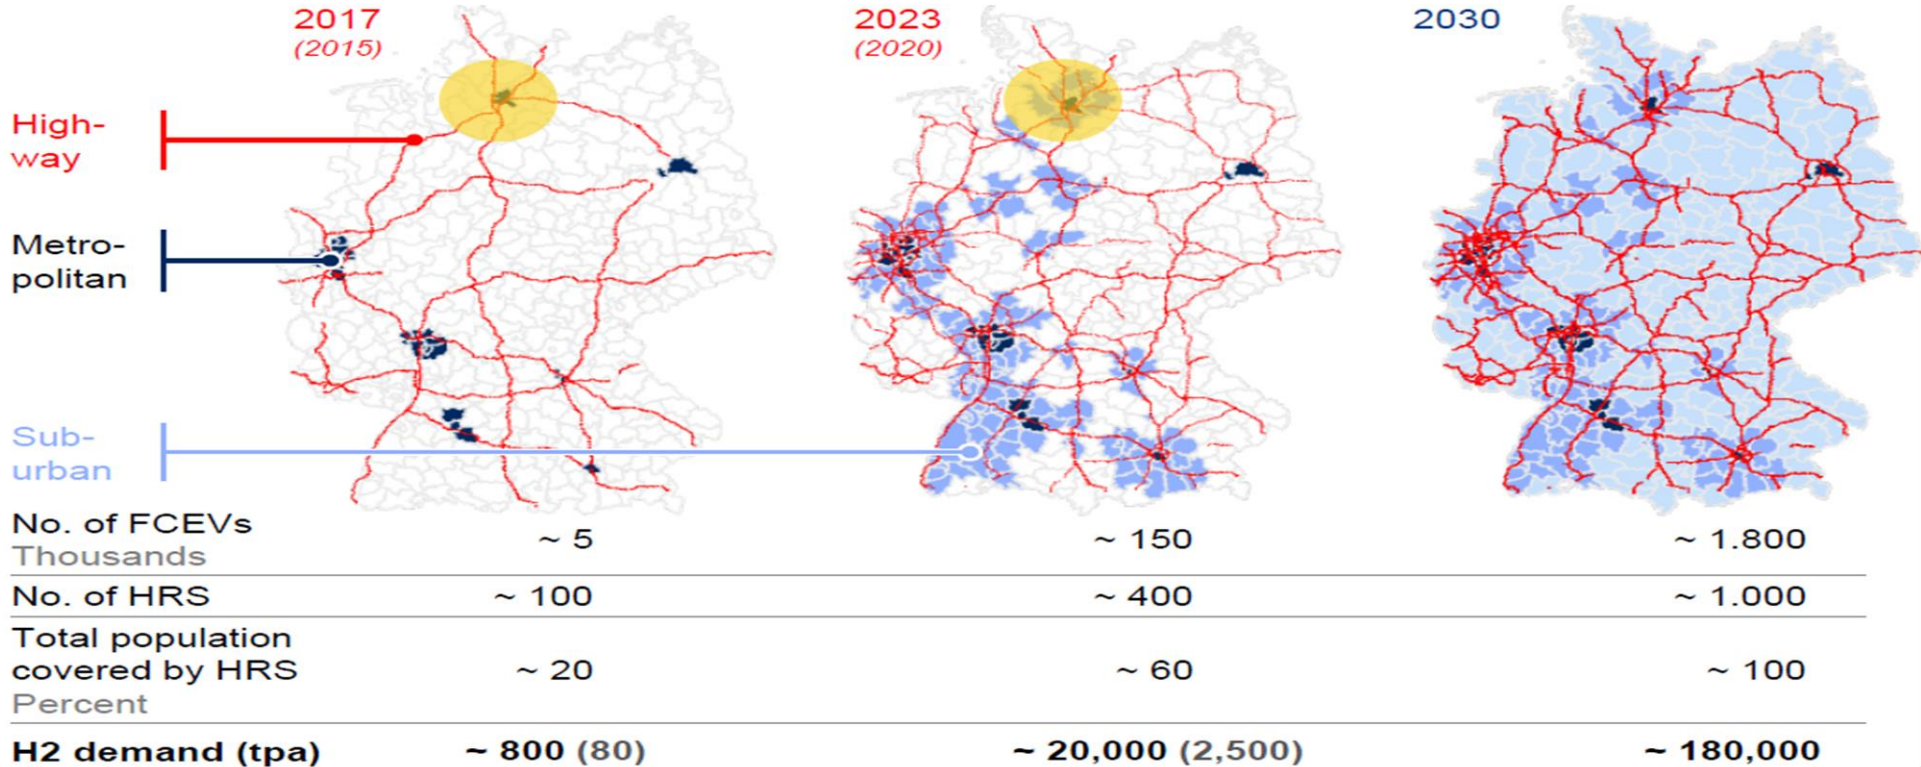 2017
(2015)
2023
(2020)
2030
High-
way
Metro-
politan
Sub-
urban
No. of FCEVs
Thousands
~ 5
~ 150
~ 1.800
No. of HRS
~ 100
~ 400
~ 1.000
Total population
covered by HRS
Percent
~ 20
~ 60
~ 100
H2 demand (tpa)
~ 800 (80)
~ 20,000 (2,500)
~ 180,000